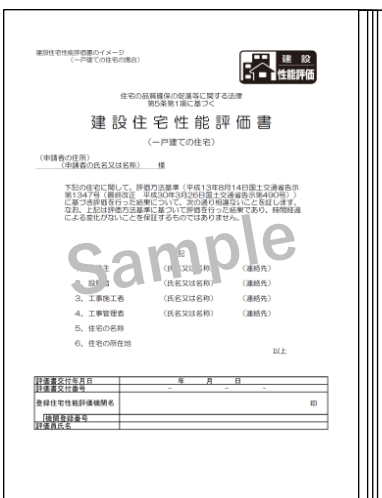 建設住宅性能評価書のイメージ
(一戸建ての住宅の場合)
建設
性能評価
住宅の品質確保の促進等に関する法律
第5条第1項に基づく
建設住宅性能評価書
(一戸建ての住宅)
(申請者の住所)
(申請者の氏名又は名称) 様
下記の住宅に関して、評価方法基準(平成13年8月14日国土交通省告示
第1347号(最終改正 平成30年3月26日国土交通省告示第490号))
に基づき評価を行った結果について、次の通り相違ないことを証します。
なお、上記は評価方法基準に基づいて評価を行った結果であり、時間経過
による変化がないことを保証するものではありません。
Sample
記
主 (氏名又は名称) (連絡先)
設 者 (氏名又は名称) (連絡先)
3、工事施工者 (氏名又は名称) (連絡先)
4、工事管理者 (氏名又は名称) (連絡先)
5、住宅の名称
6、住宅の所在地
以上
評価書交付年月日 年 月 日
評価書交付番号 - - -
登録住宅性能評価機関名 印
機関登録番号
評価員氏名